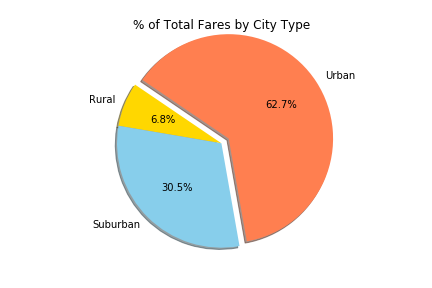 % of Total Fares by City Type
Urban
62.7%
Rural
6.8%
30.5%
Suburban